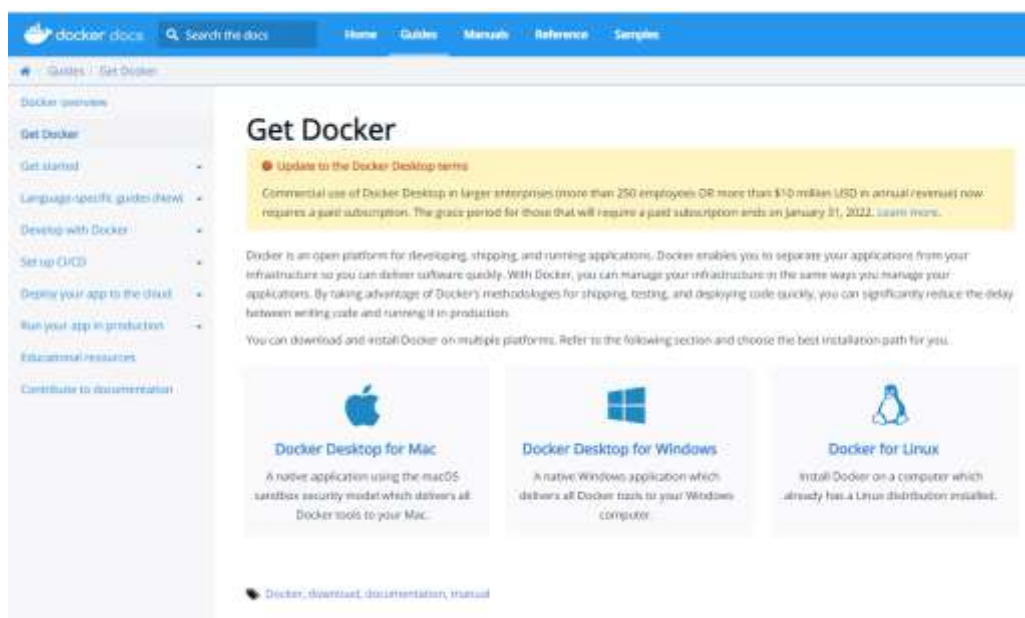 docker docs
Search the docs
Home Guides Manuals Reference Samples
Guides / Get Docker
Docker overview
Get Docker
Get started
Language-specific guides (New)
Develop with Docker
Set up CI/CD
Deploy your app to the cloud
Run your app in production
Educational resources
Contribute to documentation
Get Docker
Update to the Docker Desktop terms
Commercial use of Docker Desktop in larger enterprises (more than 250 employees OR more than $10 million USD in annual revenue) now
requires a paid subscription. The grace period for those that will require a paid subscription ends on January 31, 2022. Learn more.
Docker is an open platform for developing, shipping, and running applications. Docker enables you to separate your applications from your
infrastructure so you can deliver software quickly. With Docker, you can manage your infrastructure in the same ways you manage your
applications. By taking advantage of Docker's methodologies for shipping, testing, and deploying code quickly, you can significantly reduce the delay
between writing code and running it in production.
You can download and install Docker on multiple platforms. Refer to the following section and choose the best installation path for you.
Docker Desktop for Mac
A native application using the macOS
sandbox security model which delivers all
Docker tools to your Mac.
Docker Desktop for Windows
A native Windows application which
delivers all Docker tools to your Windows
computer.
Docker for Linux
Install Docker on a computer which
already has a Linux distribution installed.
Docker, download, documentation, manual